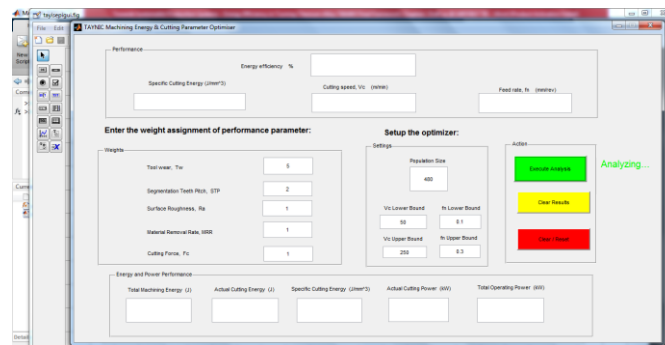 tayliepigui.fig
TAYNIC Machining Energy & Cutting Parameter Optimiser
File Edit
New
Script
Performance
Energy efficiency %
Specific Cutting Energy (J/mm^3)
Cutting speed, Vc (m/min)
Feed rate, fn (mm/rev)
Enter the weight assignment of performance parameter:
Setup the optimizer:
Weights
Tool wear, Tw
5
Segmentation Teeth Pitch, STP
2
Surface Roughness, Ra
1
Material Removal Rate, MRR
1
Cutting Force, Fc
1
Settings
Population Size
400
Vc Lower Bound
fn Lower Bound
50
0.1
Vc Upper Bound
fn Upper Bound
250
0.3
Action
Execute Analysis
Clear Results
Analyzing...
Energy and Power Performance
Total Machining Energy (J)
Actual Cutting Energy (J)
Specific Cutting Energy (J/mm^3)
Actual Cutting Power (kW)
Total Operating Power (kW)